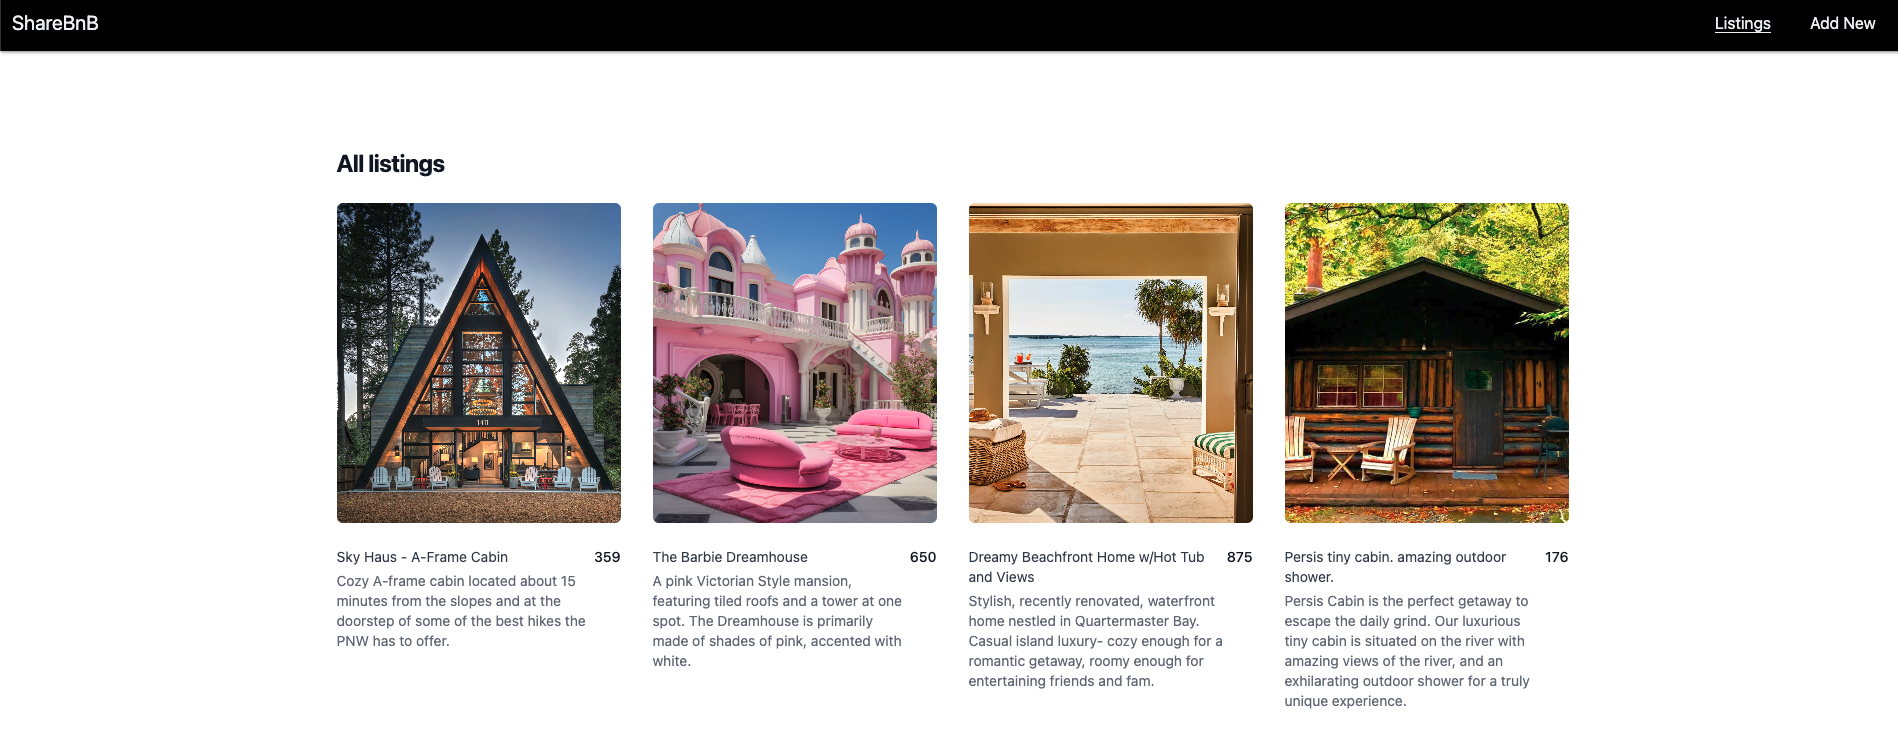 ShareBnB
Listings
Add New
All listings
1411
Sky Haus - A-Frame Cabin
359
Cozy A-frame cabin located about 15
minutes from the slopes and at the
doorstep of some of the best hikes the
PNW has to offer.
The Barbie Dreamhouse
650
A pink Victorian Style mansion,
featuring tiled roofs and a tower at one
spot. The Dreamhouse is primarily
made of shades of pink, accented with
white.
Dreamy Beachfront Home w/Hot Tub
and Views
875
Stylish, recently renovated, waterfront
home nestled in Quartermaster Bay.
Casual island luxury- cozy enough for a
romantic getaway, roomy enough for
entertaining friends and fam.
Persis tiny cabin. amazing outdoor
shower.
176
Persis Cabin is the perfect getaway to
escape the daily grind. Our luxurious
tiny cabin is situated on the river with
amazing views of the river, and an
exhilarating outdoor shower for a truly
unique experience.